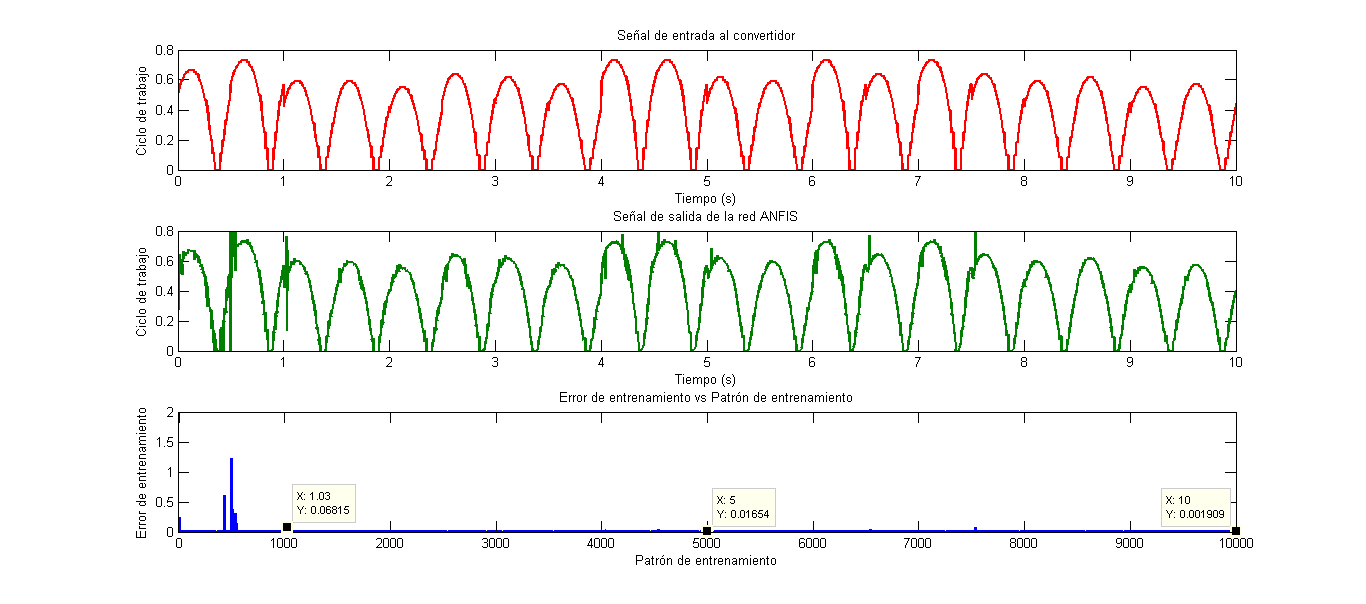 Señal de entrada al convertidor
Ciclo de trabajo
0.8
0.6
0.4
0.2
0
0 1 2 3 4 5 6 7 8 9 10
Tiempo (s)
Señal de salida de la red ANFIS
Ciclo de trabajo
0.8
0.6
0.4
0.2
0
0 1 2 3 4 5 6 7 8 9 10
Tiempo (s)
Error de entrenamiento vs Patrón de entrenamiento
Error de entrenamiento
2
1.5
1
0.5
0
X: 1.03
Y: 0.06815
X: 5
Y: 0.01654
X: 10
Y: 0.001909
0 1000 2000 3000 4000 5000 6000 7000 8000 9000 10000
Patrón de entrenamiento